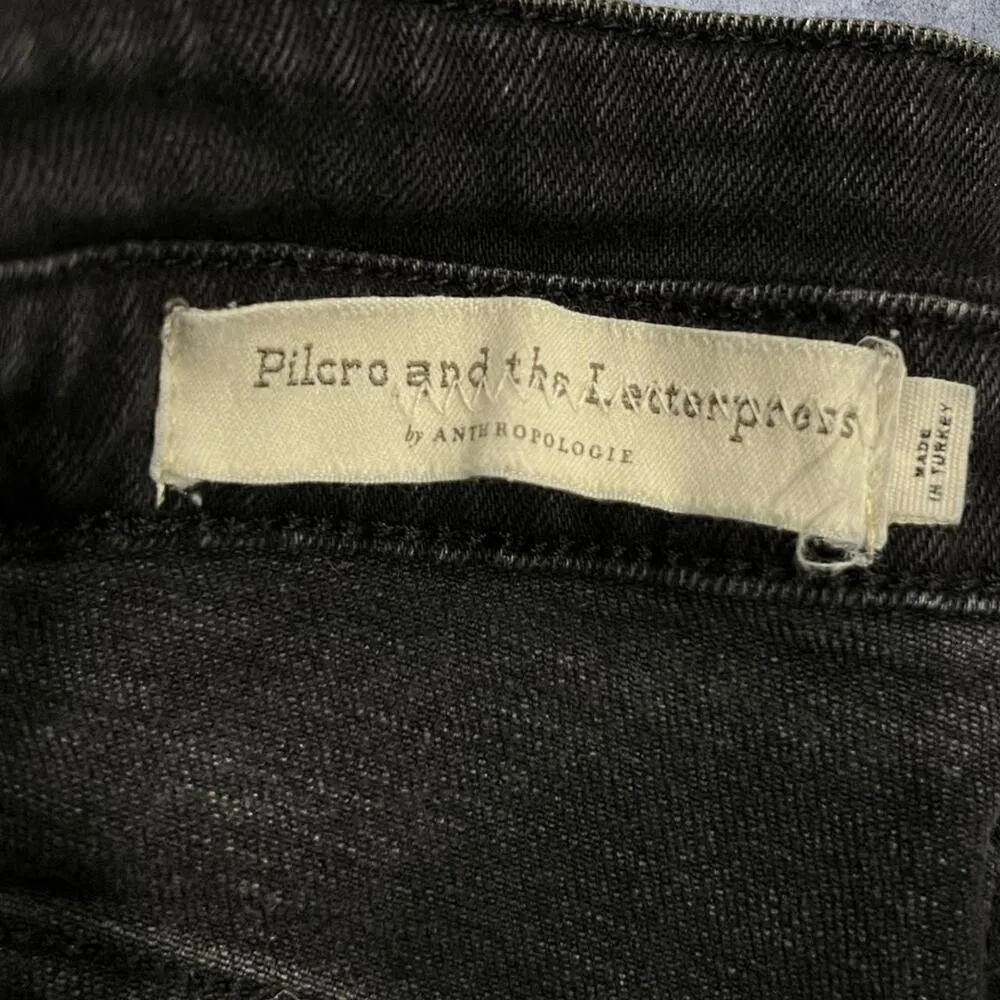 Pilcro and the Letterpress
by ANTHROPOLOGIE
MADE
IN TURKEY